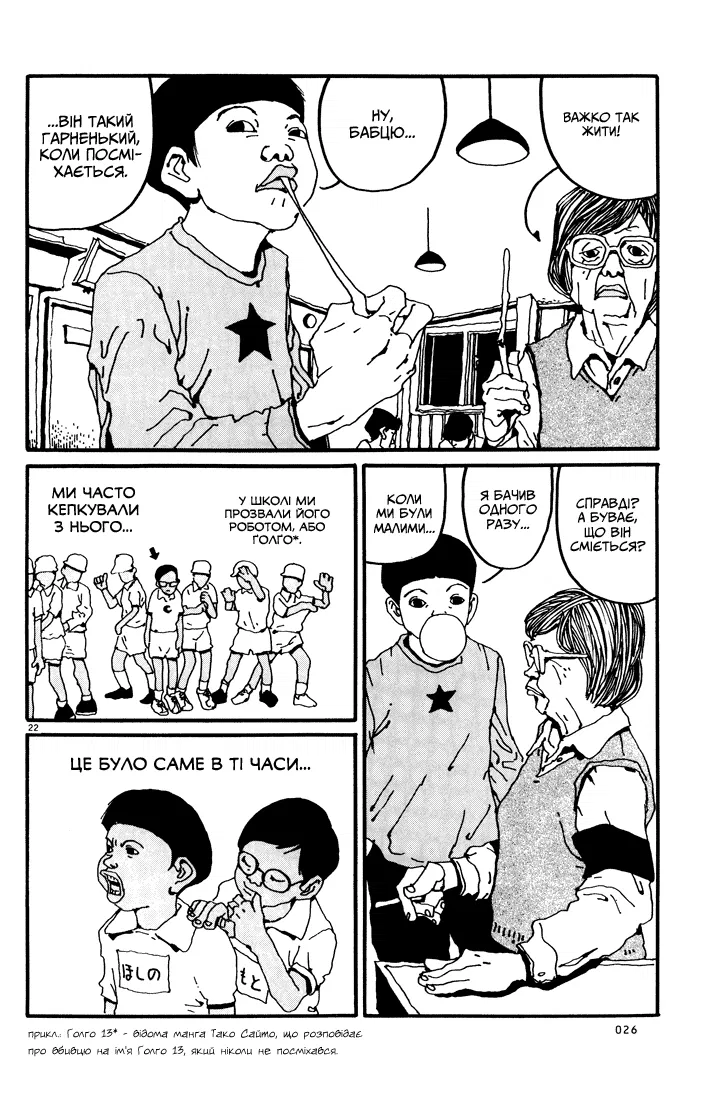 ВАЖКО ТАК
ЖИТИ!
НУ,
БАБЦЮ...
...ВІН ТАКИЙ
ГАРНЕНЬКИЙ,
КОЛИ ПОСМІ-
ХАЄТЬСЯ.
СПРАВДІ?
А БУВАЄ,
ЩО ВІН
СМІЄТЬСЯ?
Я БАЧИВ
ОДНОГО
РАЗУ...
КОЛИ
МИ БУЛИ
МАЛИМИ...
У ШКОЛІ МИ
ПРОЗВАЛИ ЙОГО
РОБОТОМ, АБО
ҐОЛҐО*.
МИ ЧАСТО
КЕПКУВАЛИ
З НЬОГО...
22
ЦЕ БУЛО САМЕ В ТІ ЧАСИ...
ほしの
もと
прикл.: Ґолго 13* - відома манга Тако Сайто, що розповідає
про вбивцю на ім'я Ґолго 13, який ніколи не посміхався.
026